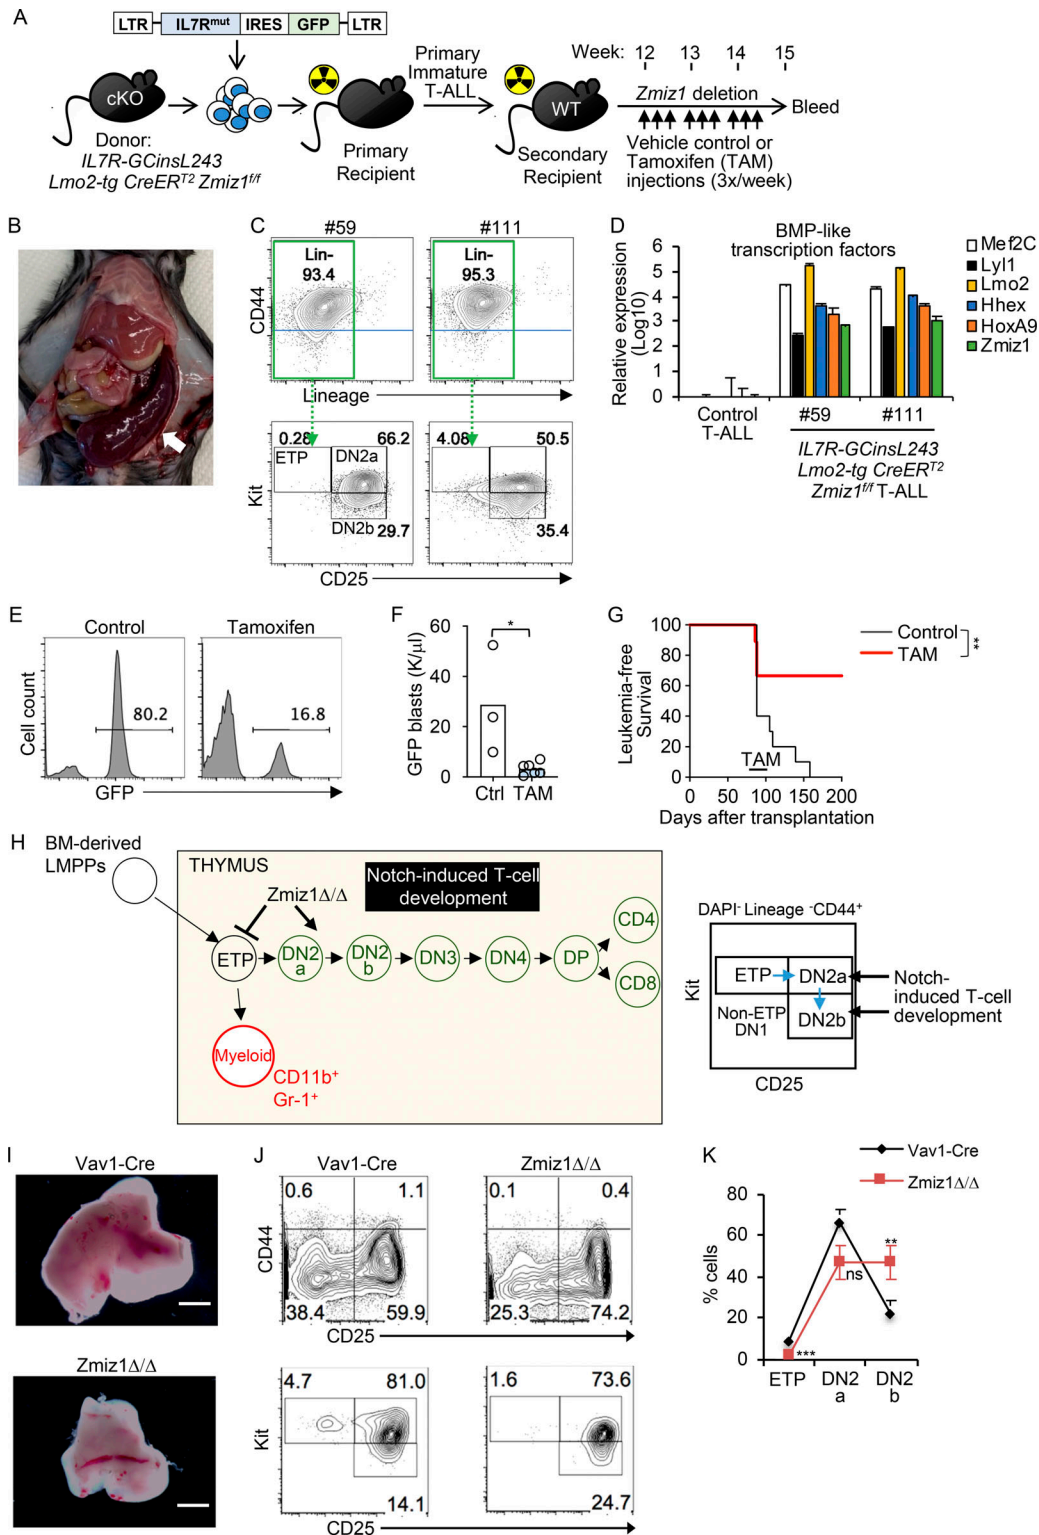 A
LTR IL7Rmut IRES GFP LTR
cKO
Donor:
IL7R-GCinsL243
Lmo2-tg CreERT2 Zmiz1f/f
Primary
Recipient
Primary
Immature
T-ALL
WT
Secondary
Recipient
Week: 12 13 14 15
Zmiz1 deletion
Bleed
Vehicle control or
Tamoxifen (TAM)
injections (3x/week)
B
C
#59 #111
Lin-
93.4
Lin-
95.3
CD44
Lineage
0.28 66.2
ETP DN2a
DN2b 29.7
4.08 50.5
35.4
Kit
CD25
D
BMP-like
transcription factors
Relative expression
(Log10)
6
5
4
3
2
1
0
Control
T-ALL
#59 #111
IL7R-GCinsL243
Lmo2-tg CreERT2
Zmiz1f/f T-ALL
Mef2C
Lyl1
Lmo2
Hhex
HoxA9
Zmiz1
E
Control Tamoxifen
Cell count
80.2
16.8
GFP
F
GFP blasts (K/µl)
60
40
20
0
*
Ctrl TAM
G
Leukemia-free
Survival
100
80
60
40
20
0
TAM
0 50 100 150 200
Days after transplantation
Control
TAM
**
H
BM-derived
LMPPs
THYMUS
Notch-induced T-cell
development
Zmiz1Δ/Δ
ETP
DN2
a
DN2
b
DN3
DN4
DP
CD4
CD8
Myeloid
CD11b+
Gr-1+
DAPI- Lineage -CD44+
Kit
ETP DN2a
Non-ETP
DN1
DN2b
CD25
Notch-
induced T-cell
development
I
Vav1-Cre
Zmiz1Δ/Δ
J
Vav1-Cre Zmiz1Δ/Δ
CD44
0.6 1.1
38.4 59.9
0.1 0.4
25.3 74.2
CD25
Kit
4.7 81.0
14.1
1.6 73.6
24.7
CD25
K
Vav1-Cre
Zmiz1Δ/Δ
% cells
80
60
40
20
0
***
ns
**
ETP
DN2
a
DN2
b